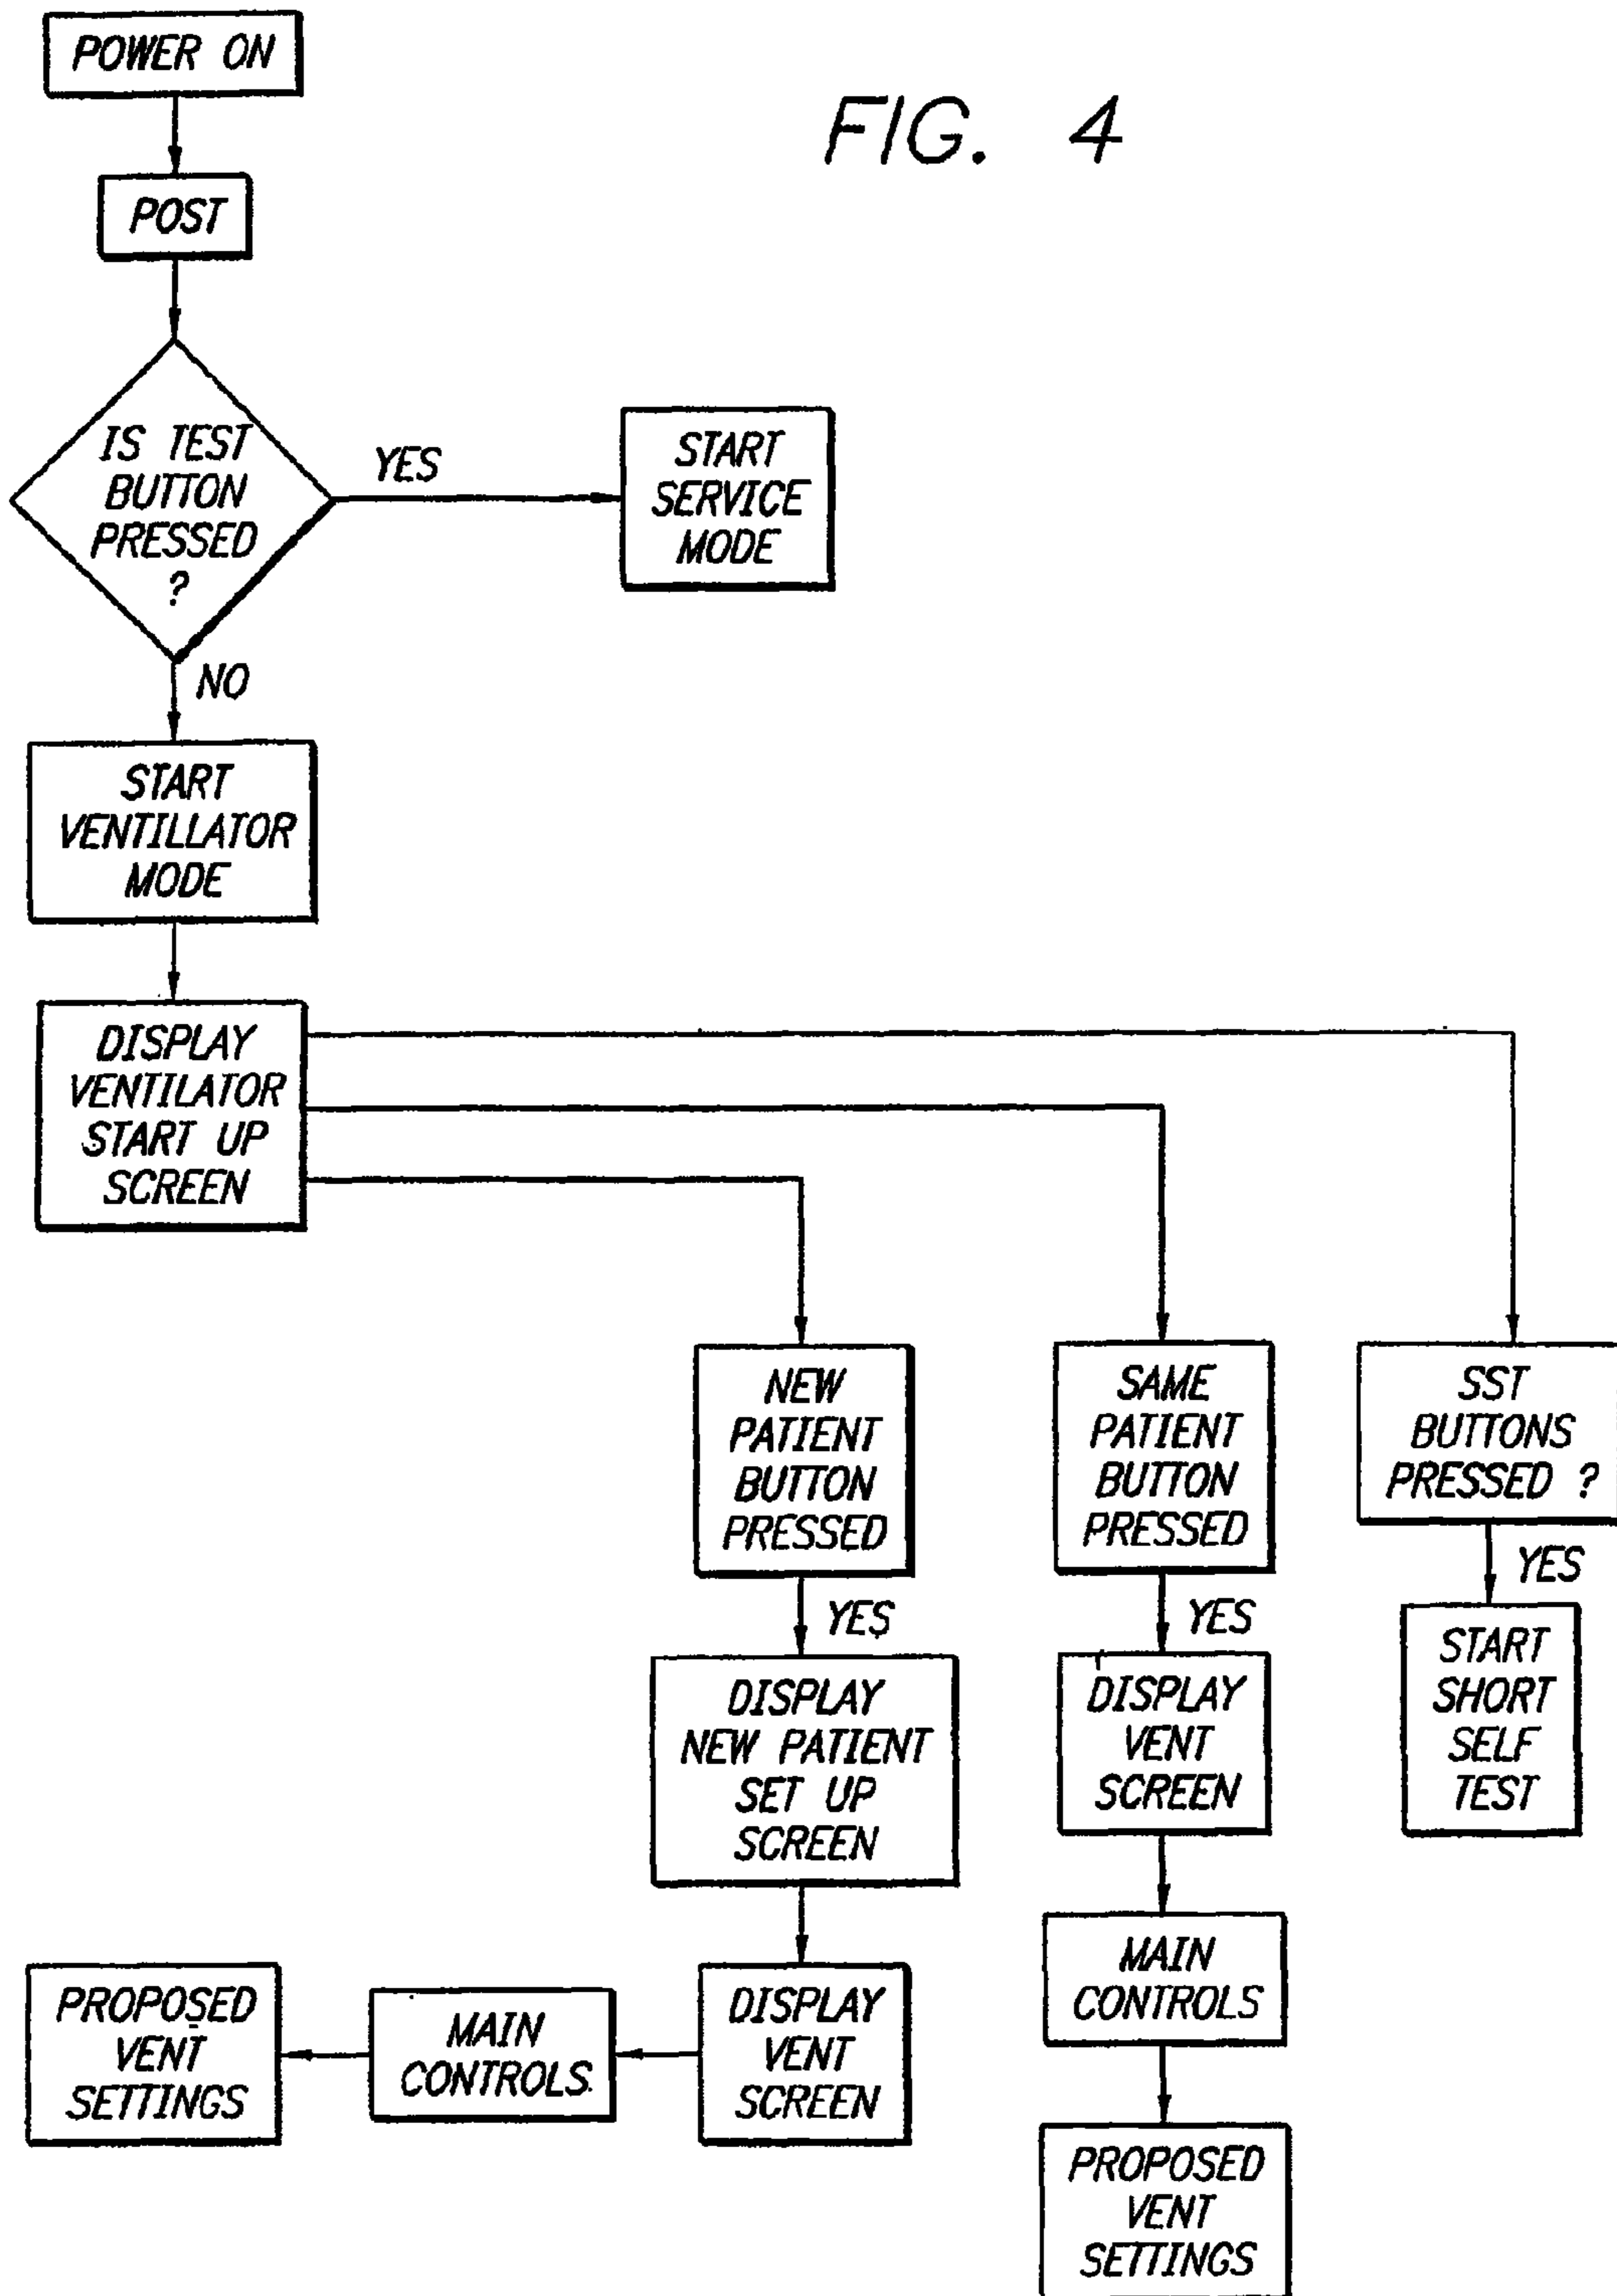 POWER ON
FIG. 4
POST
IS TEST
BUTTON
PRESSED
?
YES
START
SERVICE
MODE
NO
START
VENTILLATOR
MODE
DISPLAY
VENTILATOR
START UP
SCREEN
NEW
PATIENT
BUTTON
PRESSED
SAME
PATIENT
BUTTON
PRESSED
SST
BUTTONS
PRESSED ?
YES
YES
YES
DISPLAY
NEW PATIENT
SET UP
SCREEN
DISPLAY
VENT
SCREEN
START
SHORT
SELF
TEST
MAIN
CONTROLS
PROPOSED
VENT
SETTINGS
MAIN
CONTROLS
DISPLAY
VENT
SCREEN
PROPOSED
VENT
SETTINGS